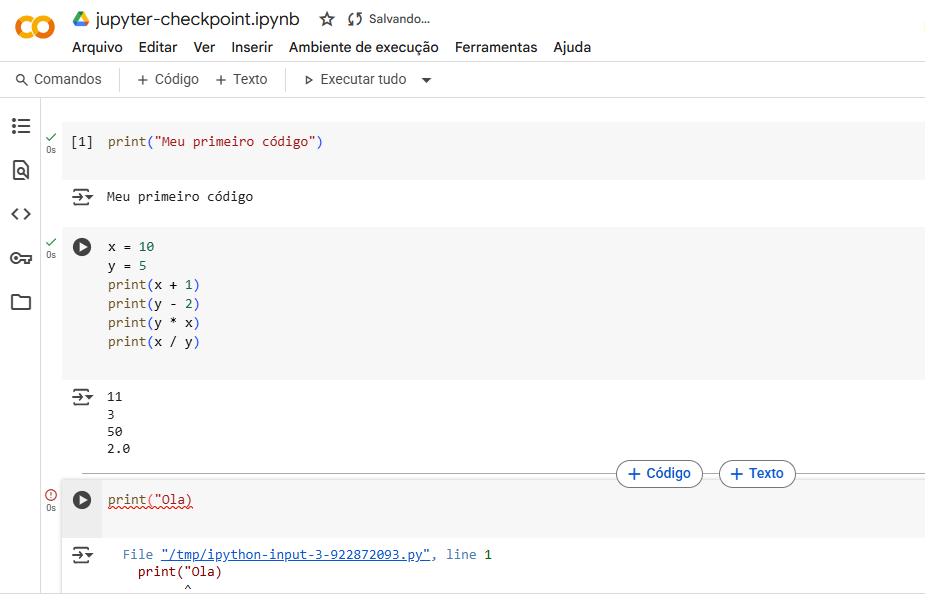 jupyter-checkpoint.ipynb Salvando...
Arquivo Editar Ver Inserir Ambiente de execução Ferramentas Ajuda
Comandos + Código + Texto Executar tudo
[1] print("Meu primeiro código")
0s
Meu primeiro código
x = 10
0s
y = 5
print(x + 1)
print(y - 2)
print(y * x)
print(x / y)
11
3
50
2.0
+ Código + Texto
print("Ola)
0s
File "/tmp/ipython-input-3-922872093.py", line 1
print("Ola)
^